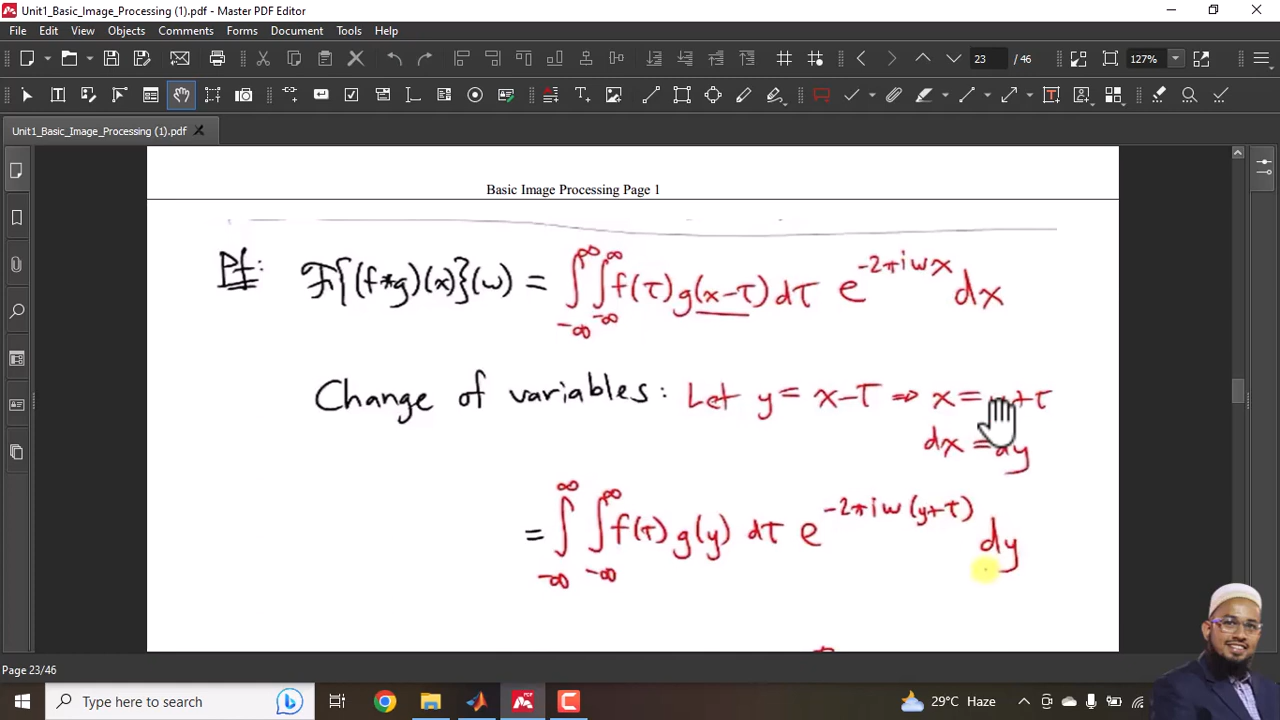 Unit1_Basic_Image_Processing (1).pdf - Master PDF Editor
File Edit View Objects Comments Forms Document Tools Help
23 / 46 127%
Unit1_Basic_Image_Processing (1).pdf
Basic Image Processing Page 1
Pf: ℱ{(f*g)(x)}(w) = ∫_{-∞}^{∞} ∫_{-∞}^{∞} f(τ) g(x-τ) dτ e^{-2πiwx} dx
Change of variables: Let y = x-τ ⇒ x = y+τ
dx = dy
= ∫_{-∞}^{∞} ∫_{-∞}^{∞} f(τ) g(y) dτ e^{-2πiw(y+τ)} dy
Page 23/46
Type here to search
29°C Haze